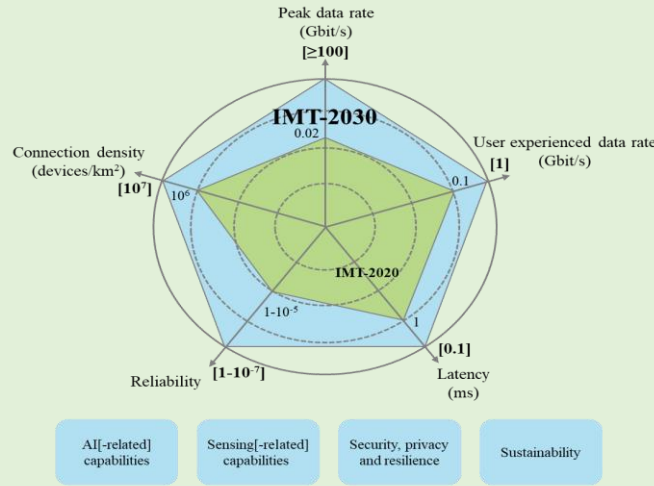 Peak data rate
(Gbit/s)
[≥100]
IMT-2030
0.02
Connection density
(devices/km²)
[10⁷]
10⁶
User experienced data rate
[1]
(Gbit/s)
0.1
IMT-2020
1-10⁻⁵
1
[0.1]
Reliability
[1-10⁻⁷]
Latency
(ms)
AI[-related]
capabilities
Sensing[-related]
capabilities
Security, privacy
and resilience
Sustainability